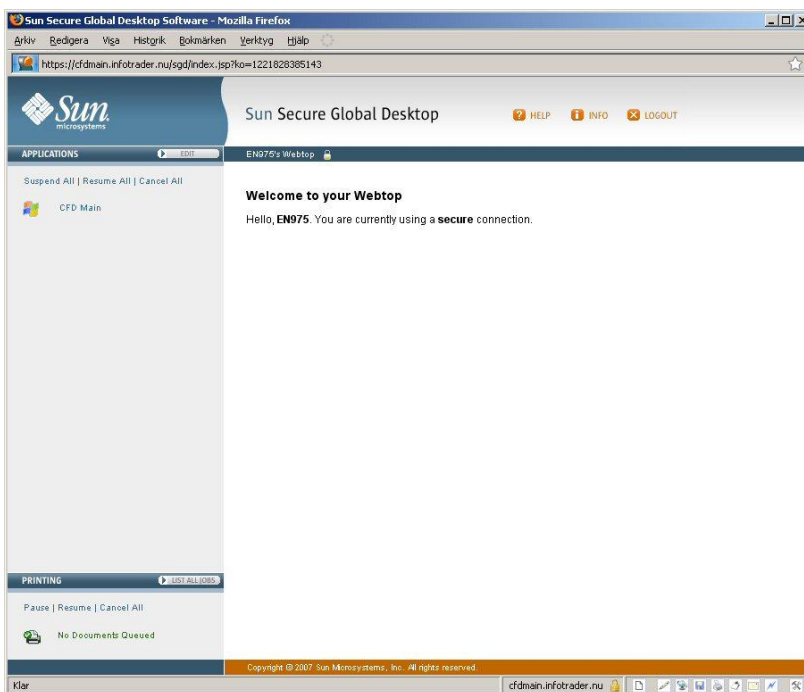 Sun Secure Global Desktop Software - Mozilla Firefox
Arkiv Redigera Visa Historik Bokmärken Verktyg Hjälp
https://cfdmain.infotrader.nu/sgd/index.jsp?ko=1221828385143
Sun
microsystems
Sun Secure Global Desktop
HELP INFO LOGOUT
APPLICATIONS EDIT
EN975's Webtop
Suspend All | Resume All | Cancel All
CFD Main
Welcome to your Webtop
Hello, EN975. You are currently using a secure connection.
PRINTING LIST ALL JOBS
Pause | Resume | Cancel All
No Documents Queued
Copyright © 2007 Sun Microsystems, Inc. All rights reserved.
Klar cfdmain.infotrader.nu